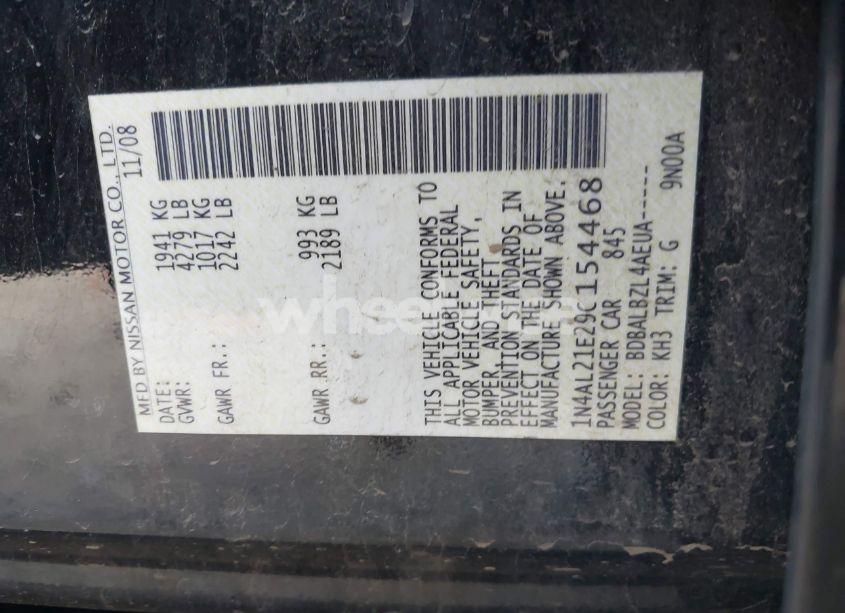 MFD BY NISSAN MOTOR CO., LTD.
DATE: 11/08
GVWR: 1941 KG
4279 LB
GAWR FR.: 1017 KG
2242 LB
GAWR RR.: 993 KG
2189 LB
THIS VEHICLE CONFORMS TO
ALL APPLICABLE FEDERAL
MOTOR VEHICLE SAFETY,
BUMPER AND THEFT
PREVENTION STANDARDS IN
EFFECT ON THE DATE OF
MANUFACTURE SHOWN ABOVE.
1N4AL21E29C154468
PASSENGER CAR 845
MODEL: BDBALBZL4AEUA-----
COLOR: KH3 TRIM: G 9N00A